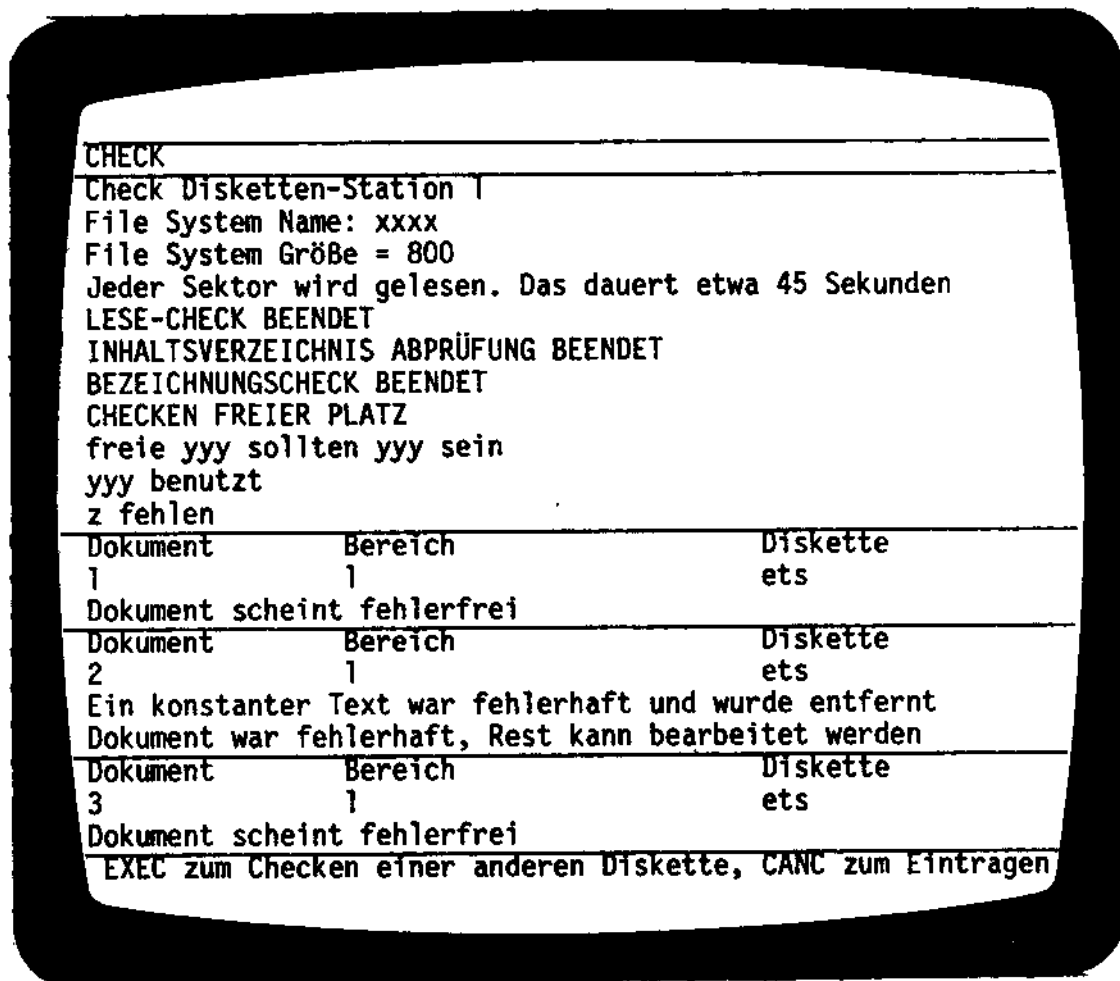 CHECK
Check Disketten-Station 1
File System Name: xxxx
File System Größe = 800
Jeder Sektor wird gelesen. Das dauert etwa 45 Sekunden
LESE-CHECK BEENDET
INHALTSVERZEICHNIS ABPRÜFUNG BEENDET
BEZEICHNUNGSCHECK BEENDET
CHECKEN FREIER PLATZ
freie yyy sollten yyy sein
yyy benutzt
z fehlen
Dokument Bereich Diskette
1 1 ets
Dokument scheint fehlerfrei
Dokument Bereich Diskette
2 1 ets
Ein konstanter Text war fehlerhaft und wurde entfernt
Dokument war fehlerhaft, Rest kann bearbeitet werden
Dokument Bereich Diskette
3 1 ets
Dokument scheint fehlerfrei
EXEC zum Checken einer anderen Diskette, CANC zum Eintragen